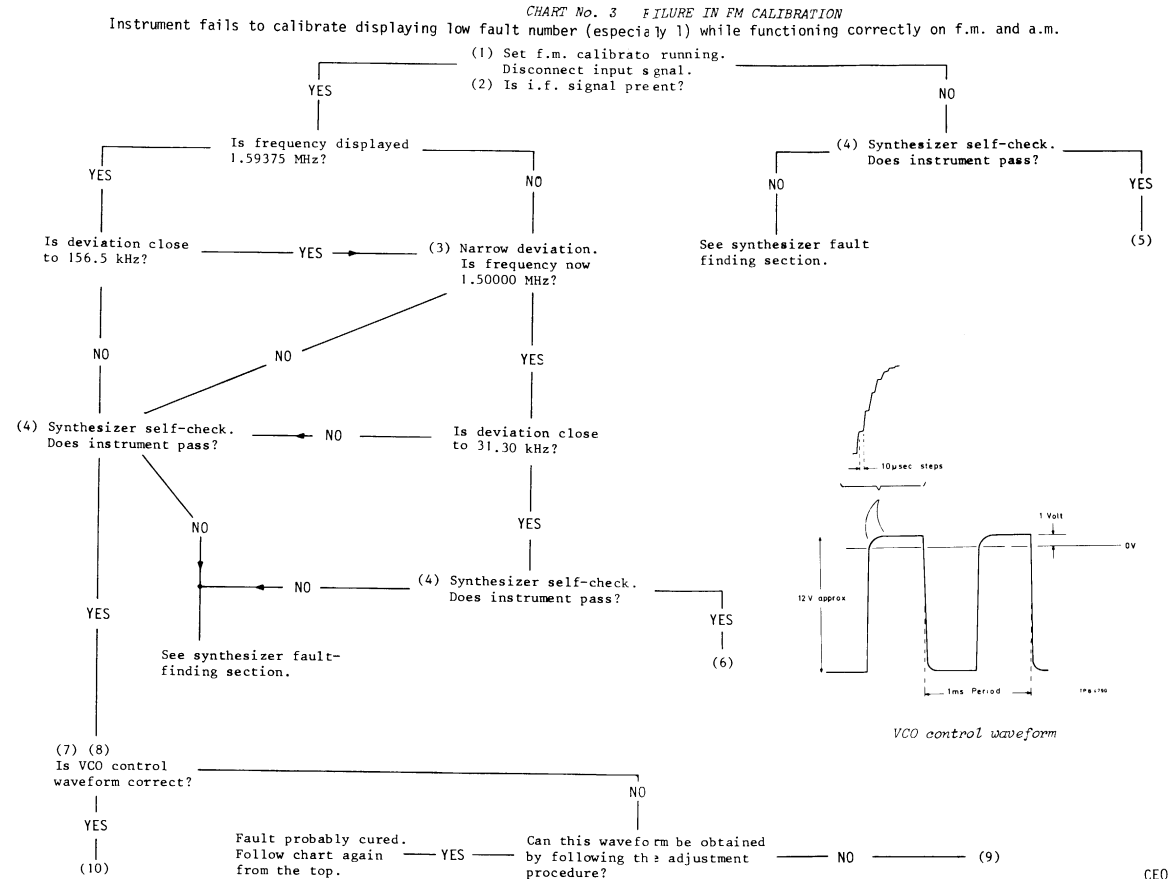 CHART No. 3 FILURE IN FM CALIBRATION
Instrument fails to calibrate displaying low fault number (especially 1) while functioning correctly on f.m. and a.m.
(1) Set f.m. calibrato running.
Disconnect input signal.
(2) Is i.f. signal present?
YES
NO
Is frequency displayed
1.59375 MHz?
(4) Synthesizer self-check.
Does instrument pass?
YES
NO
NO
YES
Is deviation close
to 156.5 kHz?
YES
(3) Narrow deviation.
Is frequency now
1.50000 MHz?
See synthesizer fault
finding section.
(5)
NO
NO
YES
(4) Synthesizer self-check.
Does instrument pass?
NO
Is deviation close
to 31.30 kHz?
10µsec steps
NO
YES
1 Volt
0V
12V approx
(4) Synthesizer self-check.
Does instrument pass?
NO
YES
YES
(6)
See synthesizer fault-
finding section.
1ms Period
VCO control waveform
(7) (8)
Is VCO control
waveform correct?
NO
YES
(10)
Fault probably cured.
Follow chart again
from the top.
YES
Can this waveform be obtained
by following the adjustment
procedure?
NO
(9)
CEO